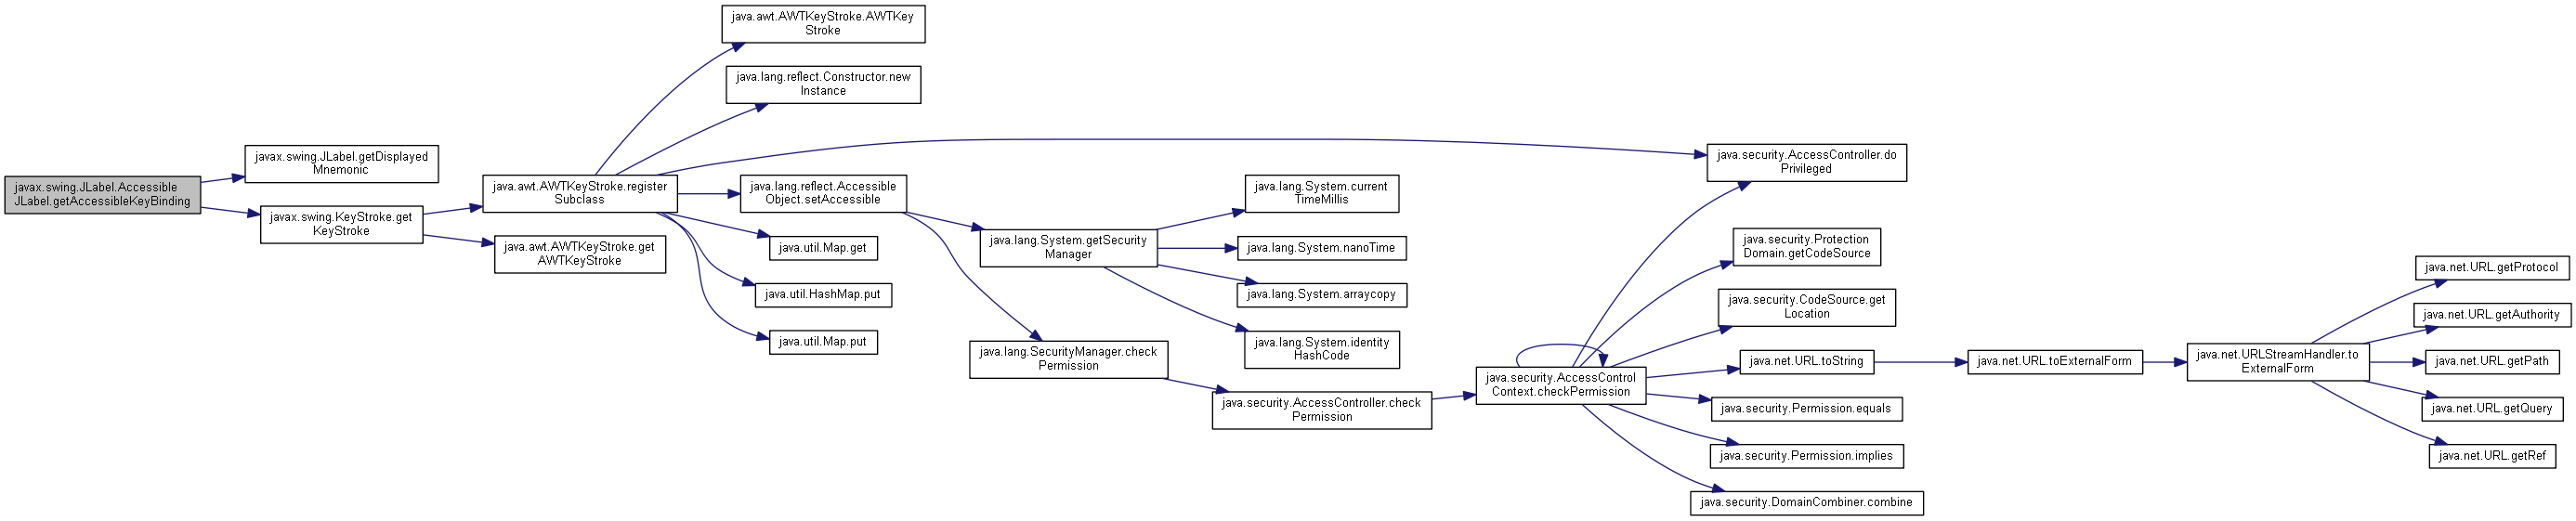 javax.swing.JLabel.Accessible
JLabel.getAccessibleKeyBinding
javax.swing.JLabel.getDisplayed
Mnemonic
javax.swing.KeyStroke.get
KeyStroke
java.awt.AWTKeyStroke.register
Subclass
java.awt.AWTKeyStroke.get
AWTKeyStroke
java.awt.AWTKeyStroke.AWTKey
Stroke
java.lang.reflect.Constructor.new
Instance
java.lang.reflect.Accessible
Object.setAccessible
java.util.Map.get
java.util.HashMap.put
java.util.Map.put
java.lang.System.getSecurity
Manager
java.lang.SecurityManager.check
Permission
java.lang.System.current
TimeMillis
java.lang.System.nanoTime
java.lang.System.arraycopy
java.lang.System.identity
HashCode
java.security.AccessController.check
Permission
java.security.AccessControl
Context.checkPermission
java.security.AccessController.do
Privileged
java.security.Protection
Domain.getCodeSource
java.security.CodeSource.get
Location
java.net.URL.toString
java.security.Permission.equals
java.security.Permission.implies
java.security.DomainCombiner.combine
java.net.URL.toExternalForm
java.net.URLStreamHandler.to
ExternalForm
java.net.URL.getProtocol
java.net.URL.getAuthority
java.net.URL.getPath
java.net.URL.getQuery
java.net.URL.getRef